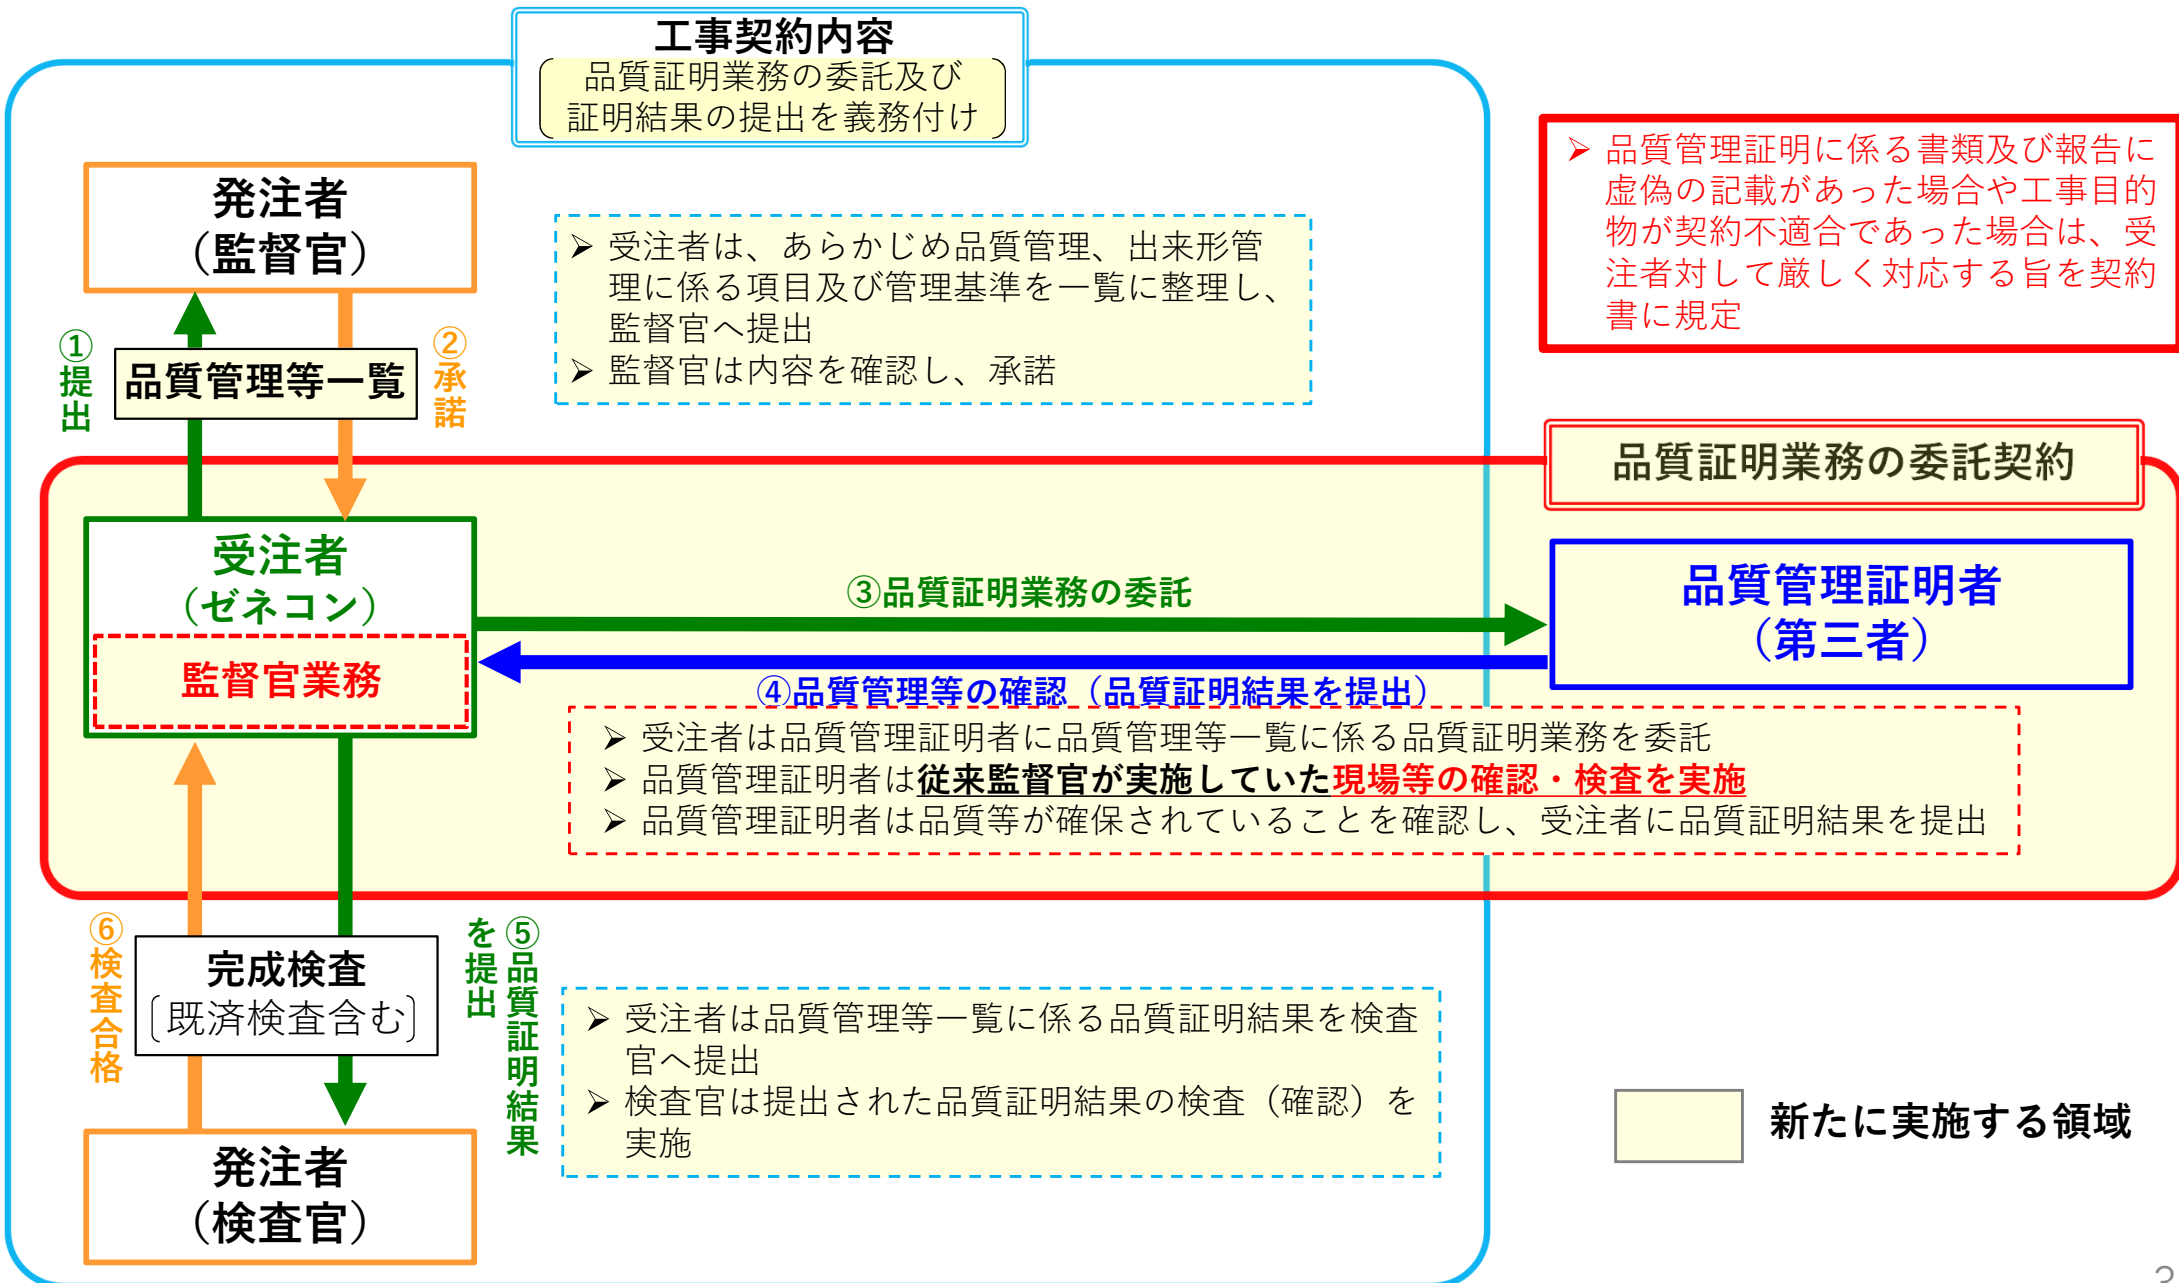 工事契約内容
品質証明業務の委託及び
証明結果の提出を義務付け
発注者
（監督官）
➢ 受注者は、あらかじめ品質管理、出来形管
理に係る項目及び管理基準を一覧に整理し、
監督官へ提出
➢ 監督官は内容を確認し、承諾
➢ 品質管理証明に係る書類及び報告に
虚偽の記載があった場合や工事目的
物が契約不適合であった場合は、受
注者対して厳しく対応する旨を契約
書に規定
①提出
品質管理等一覧
②承諾
品質証明業務の委託契約
受注者
（ゼネコン）
監督官業務
③品質証明業務の委託
品質管理証明者
（第三者）
④品質管理等の確認（品質証明結果を提出）
➢ 受注者は品質管理証明者に品質管理等一覧に係る品質証明業務を委託
➢ 品質管理証明者は従来監督官が実施していた現場等の確認・検査を実施
➢ 品質管理証明者は品質等が確保されていることを確認し、受注者に品質証明結果を提出
⑥検査合格
完成検査
〔既済検査含む〕
⑤品質証明結果
を提出
➢ 受注者は品質管理等一覧に係る品質証明結果を検査
官へ提出
➢ 検査官は提出された品質証明結果の検査（確認）を
実施
発注者
（検査官）
新たに実施する領域